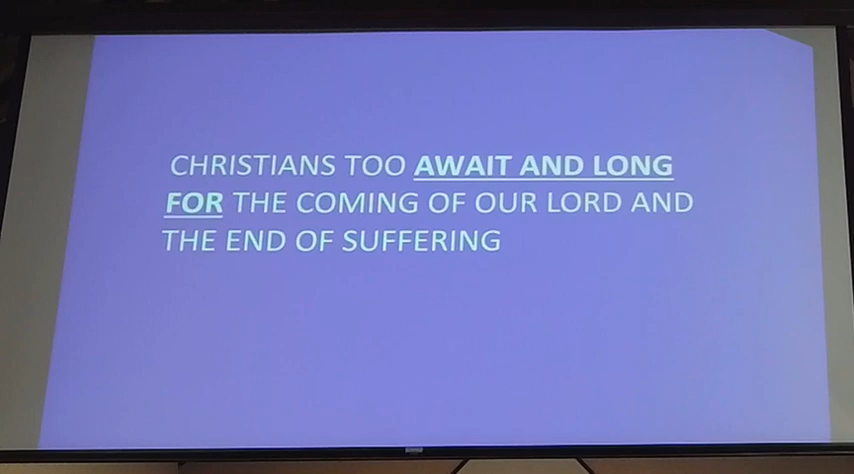 CHRISTIANS TOO AWAIT AND LONG
FOR THE COMING OF OUR LORD AND
THE END OF SUFFERING